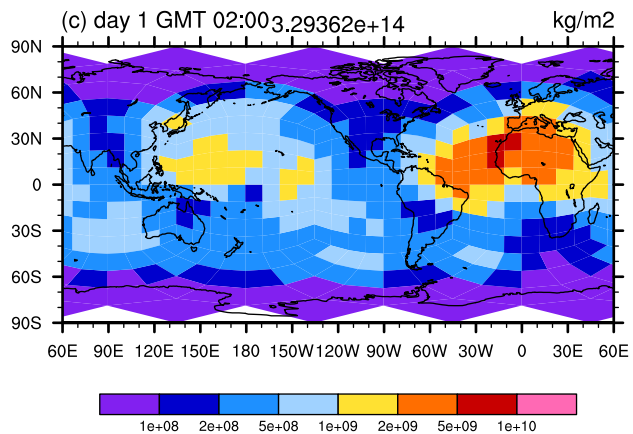 (c) day 1 GMT 02:00 3.29362e+14 kg/m2
90N
60N
30N
0
30S
60S
90S
60E 90E 120E 150E 180 150W 120W 90W 60W 30W 0 30E 60E
1e+08 2e+08 5e+08 1e+09 2e+09 5e+09 1e+10